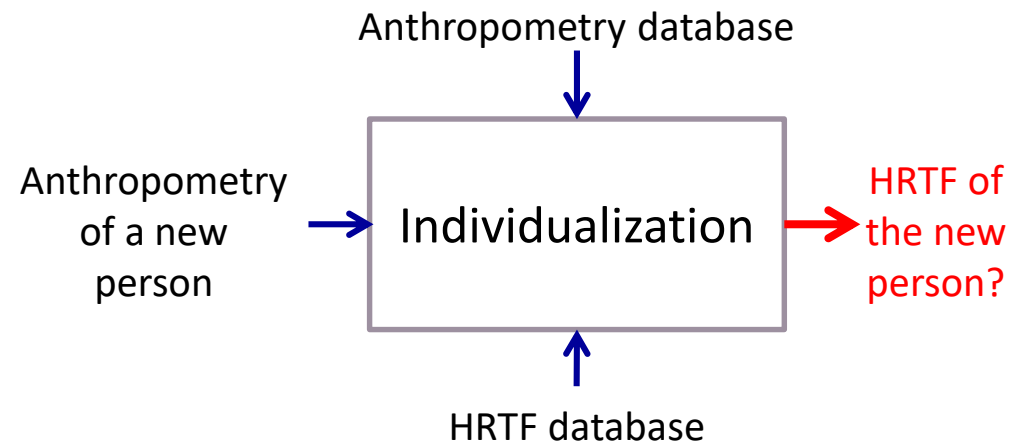 Anthropometry database
Anthropometry
of a new
person
Individualization
HRTF of
the new
person?
HRTF database